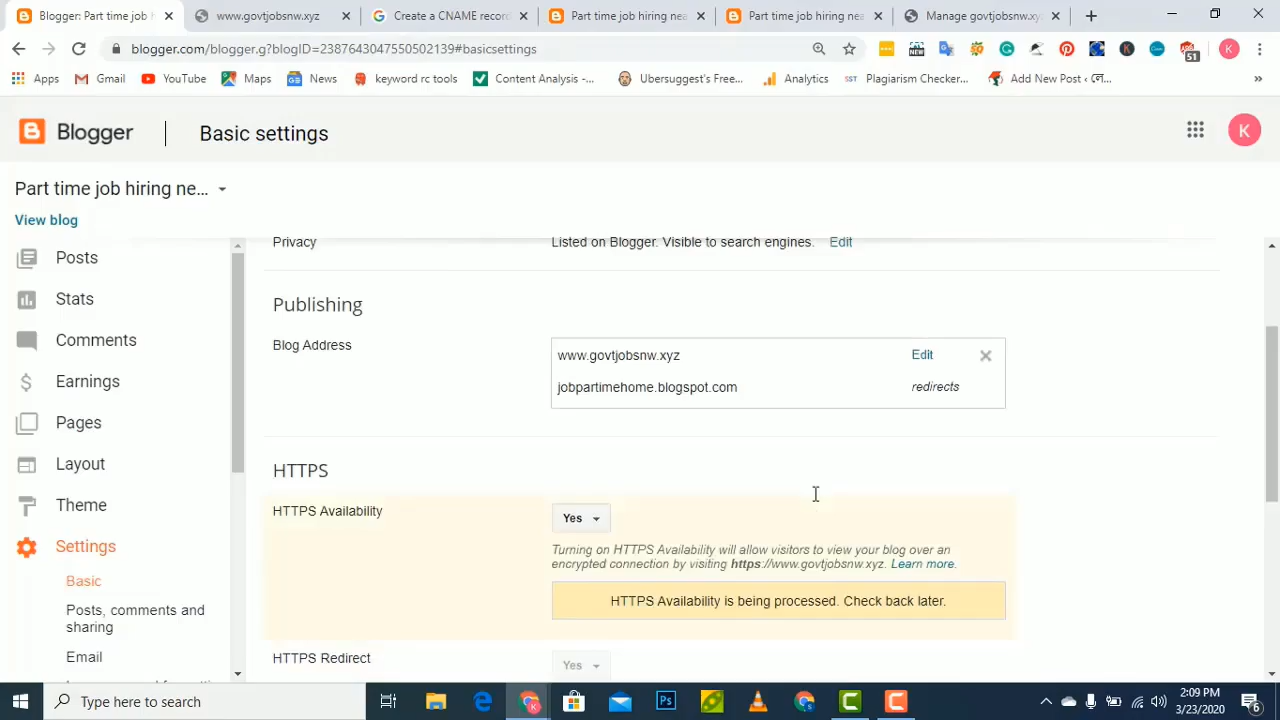 Blogger: Part time job h
www.govtjobsnw.xyz
Create a CNAME record
Part time job hiring nea
Part time job hiring nea
Manage govtjobsnw.xyz
blogger.com/blogger.g?blogID=2387643047550502139#basicsettings
51
K
Apps
Gmail
YouTube
Maps
News
keyword rc tools
Content Analysis -...
Ubersuggest's Free...
Analytics
SST
Plagiarism Checker...
Add New Post ‹
»
Blogger
Basic settings
K
Part time job hiring ne...
View blog
Posts
Stats
Comments
Earnings
Pages
Layout
Theme
Settings
Basic
Posts, comments and
sharing
Email
Privacy
Listed on Blogger. Visible to search engines. Edit
Publishing
Blog Address
www.govtjobsnw.xyz Edit
jobpartimehome.blogspot.com redirects
HTTPS
HTTPS Availability
Yes
Turning on HTTPS Availability will allow visitors to view your blog over an
encrypted connection by visiting https://www.govtjobsnw.xyz. Learn more.
HTTPS Availability is being processed. Check back later.
HTTPS Redirect
Yes
Type here to search
Ps
2:09 PM
3/23/2020
6